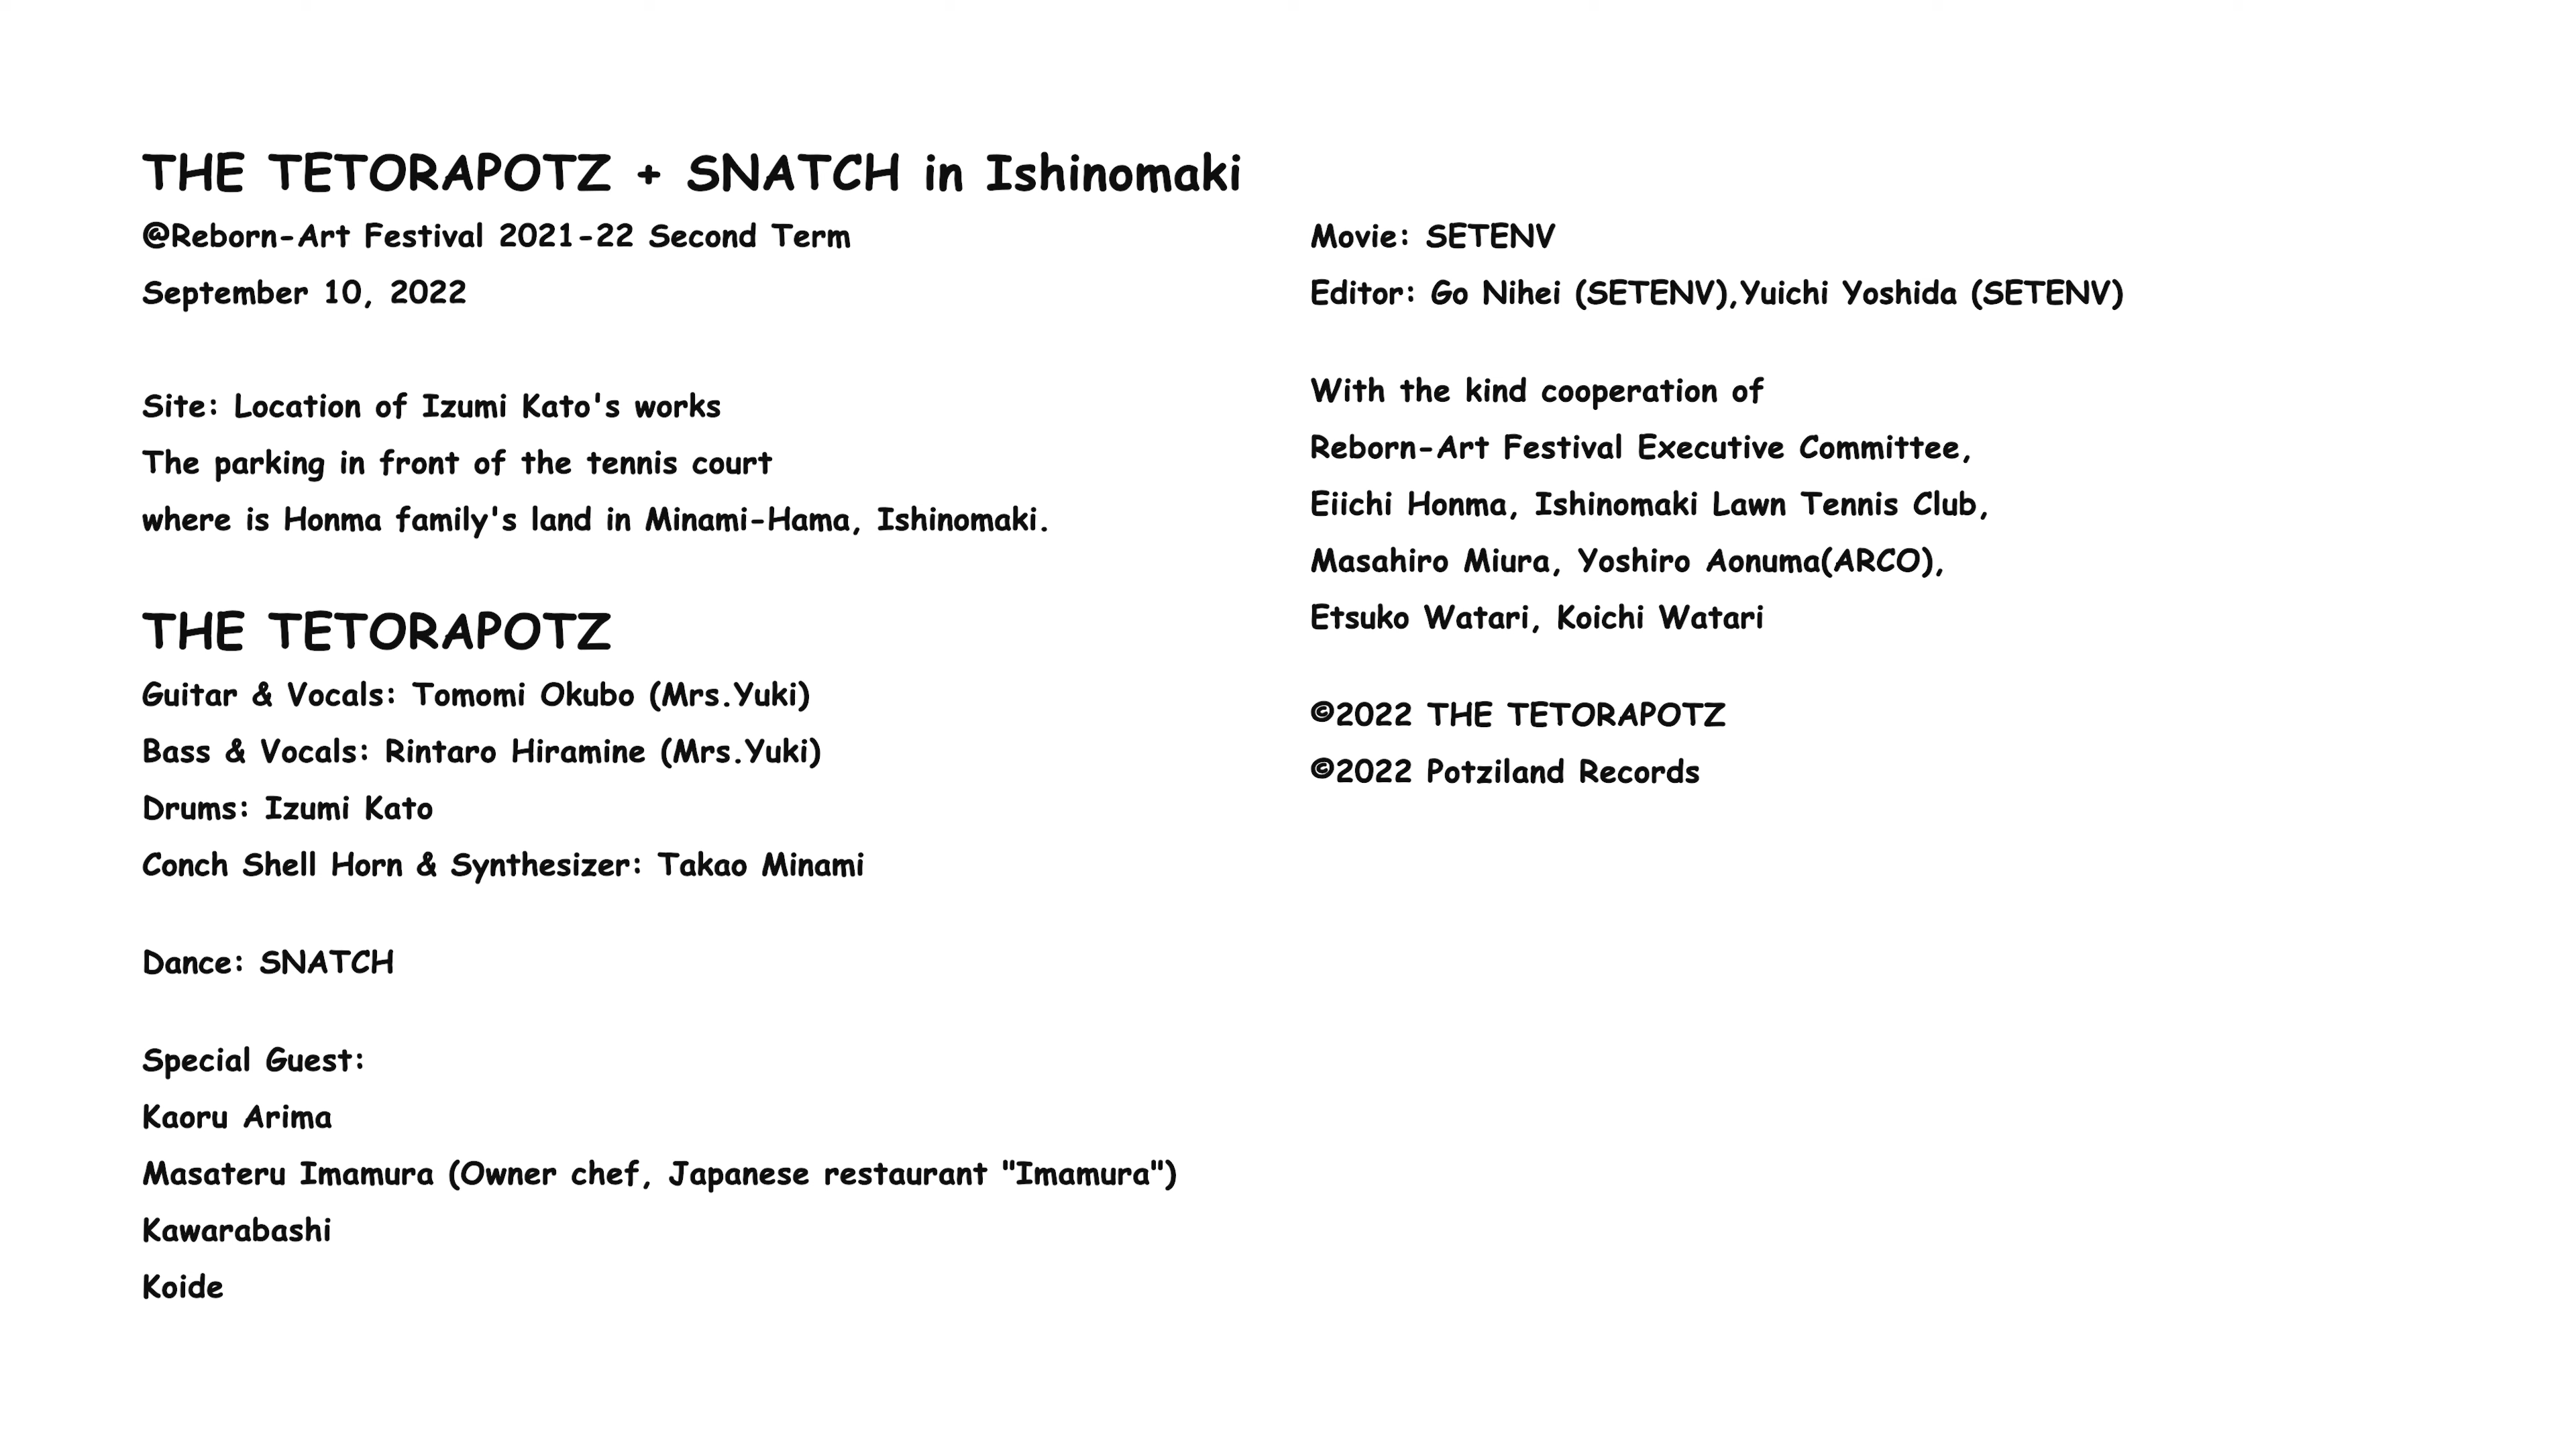 THE TETORAPOTZ + SNATCH in Ishinomaki
@Reborn-Art Festival 2021-22 Second Term
September 10, 2022
Site: Location of Izumi Kato's works
The parking in front of the tennis court
where is Honma family's land in Minami-Hama, Ishinomaki.
THE TETORAPOTZ
Guitar & Vocals: Tomomi Okubo (Mrs.Yuki)
Bass & Vocals: Rintaro Hiramine (Mrs.Yuki)
Drums: Izumi Kato
Conch Shell Horn & Synthesizer: Takao Minami
Dance: SNATCH
Special Guest:
Kaoru Arima
Masateru Imamura (Owner chef, Japanese restaurant "Imamura")
Kawarabashi
Koide
Movie: SETENV
Editor: Go Nihei (SETENV),Yuichi Yoshida (SETENV)
With the kind cooperation of
Reborn-Art Festival Executive Committee,
Eiichi Honma, Ishinomaki Lawn Tennis Club,
Masahiro Miura, Yoshiro Aonuma(ARCO),
Etsuko Watari, Koichi Watari
©2022 THE TETORAPOTZ
©2022 Potziland Records